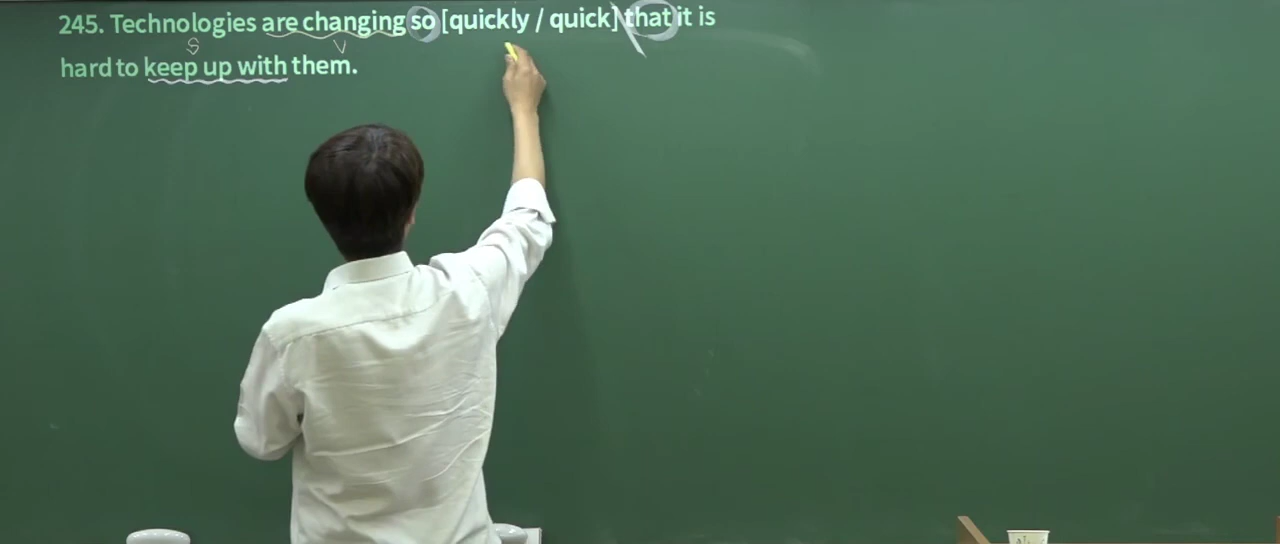 245. Technologies are changing so [quickly / quick] that it is
S V
hard to keep up with them.